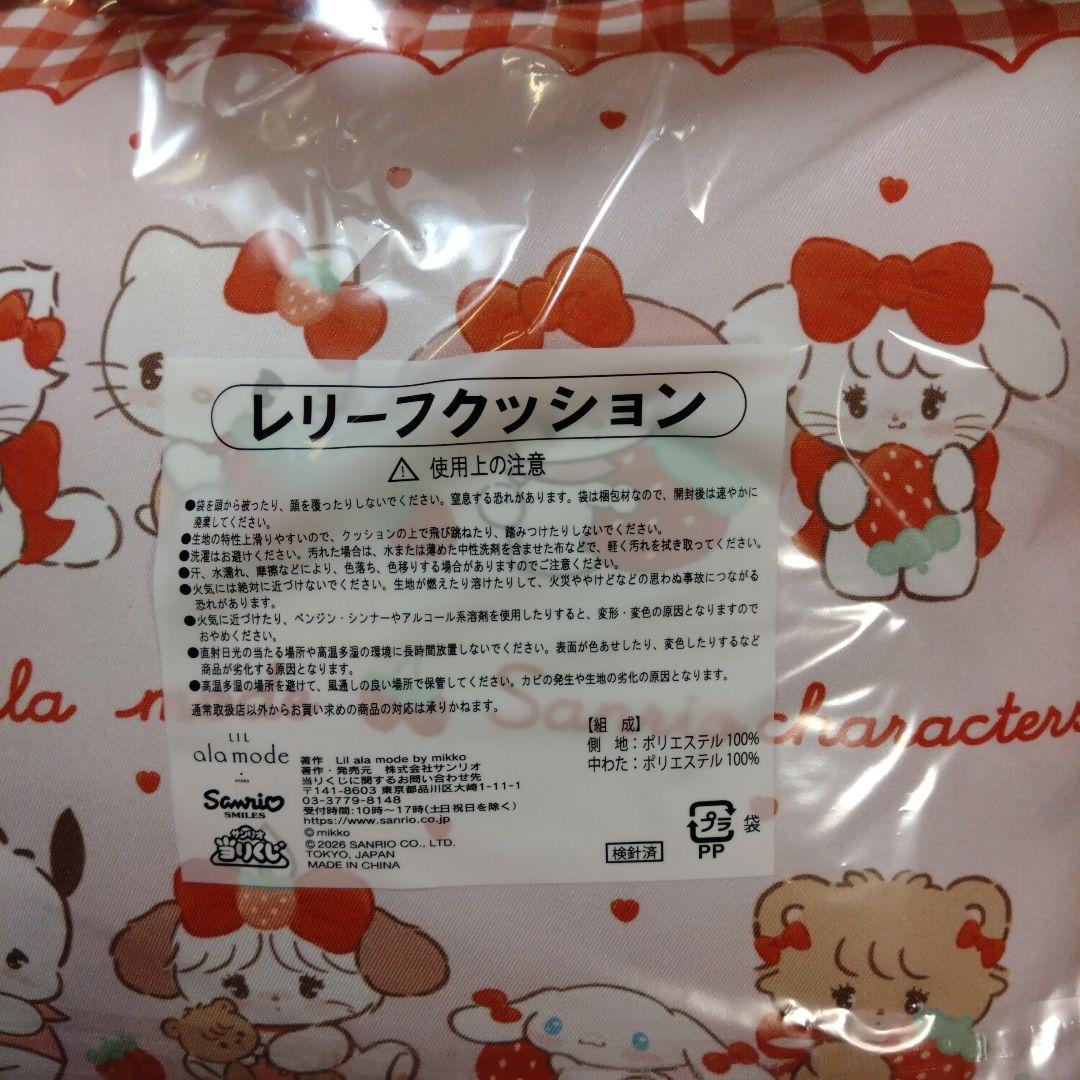 レリーフクッション
⚠ 使用上の注意
●袋を頭から被ったり、顔を覆ったりしないでください。窒息する恐れがあります。袋は梱包材なので、開封後は速やかに
廃棄してください。
●生地の特性上滑りやすいので、クッションの上で飛び跳ねたり、踏みつけたりしないでください。
●洗濯はお避けください。汚れた場合は、水または薄めた中性洗剤を含ませた布などで、軽く汚れを拭き取ってください。
●汗、水濡れ、摩擦などにより、色落ち、色移りする場合がありますのでご注意ください。
●火気には絶対に近づけないでください。生地が燃えたり溶けたりして、火災ややけどなどの思わぬ事故につながる
恐れがあります。
●火気に近づけたり、ベンジン・シンナーやアルコール系溶剤を使用したりすると、変形・変色の原因となりますので
おやめください。
●直射日光の当たる場所や高温多湿の環境に長時間放置しないでください。表面が色あせしたり、変色したりするなど
商品が劣化する原因となります。
●高温多湿の場所を避けて、風通しの良い場所で保管してください。カビの発生や生地の劣化の原因となります。
通常取扱店以外からお買い求めの商品の対応は承りかねます。
la mode Sanrio characters
【組 成】
側 地：ポリエステル100%
中わた：ポリエステル100%
LIL
ala mode
mikko
Sanrio
SMILES
サンリオ
当りくじ
著作 Lil ala mode by mikko
著作・発売元 株式会社サンリオ
当りくじに関するお問い合わせ先
〒141-8603 東京都品川区大崎1-11-1
03-3779-8148
受付時間：10時～17時(土日祝日を除く)
https://www.sanrio.co.jp
©mikko
©2026 SANRIO CO., LTD.
TOKYO, JAPAN
MADE IN CHINA
検針済
プラ 袋
PP